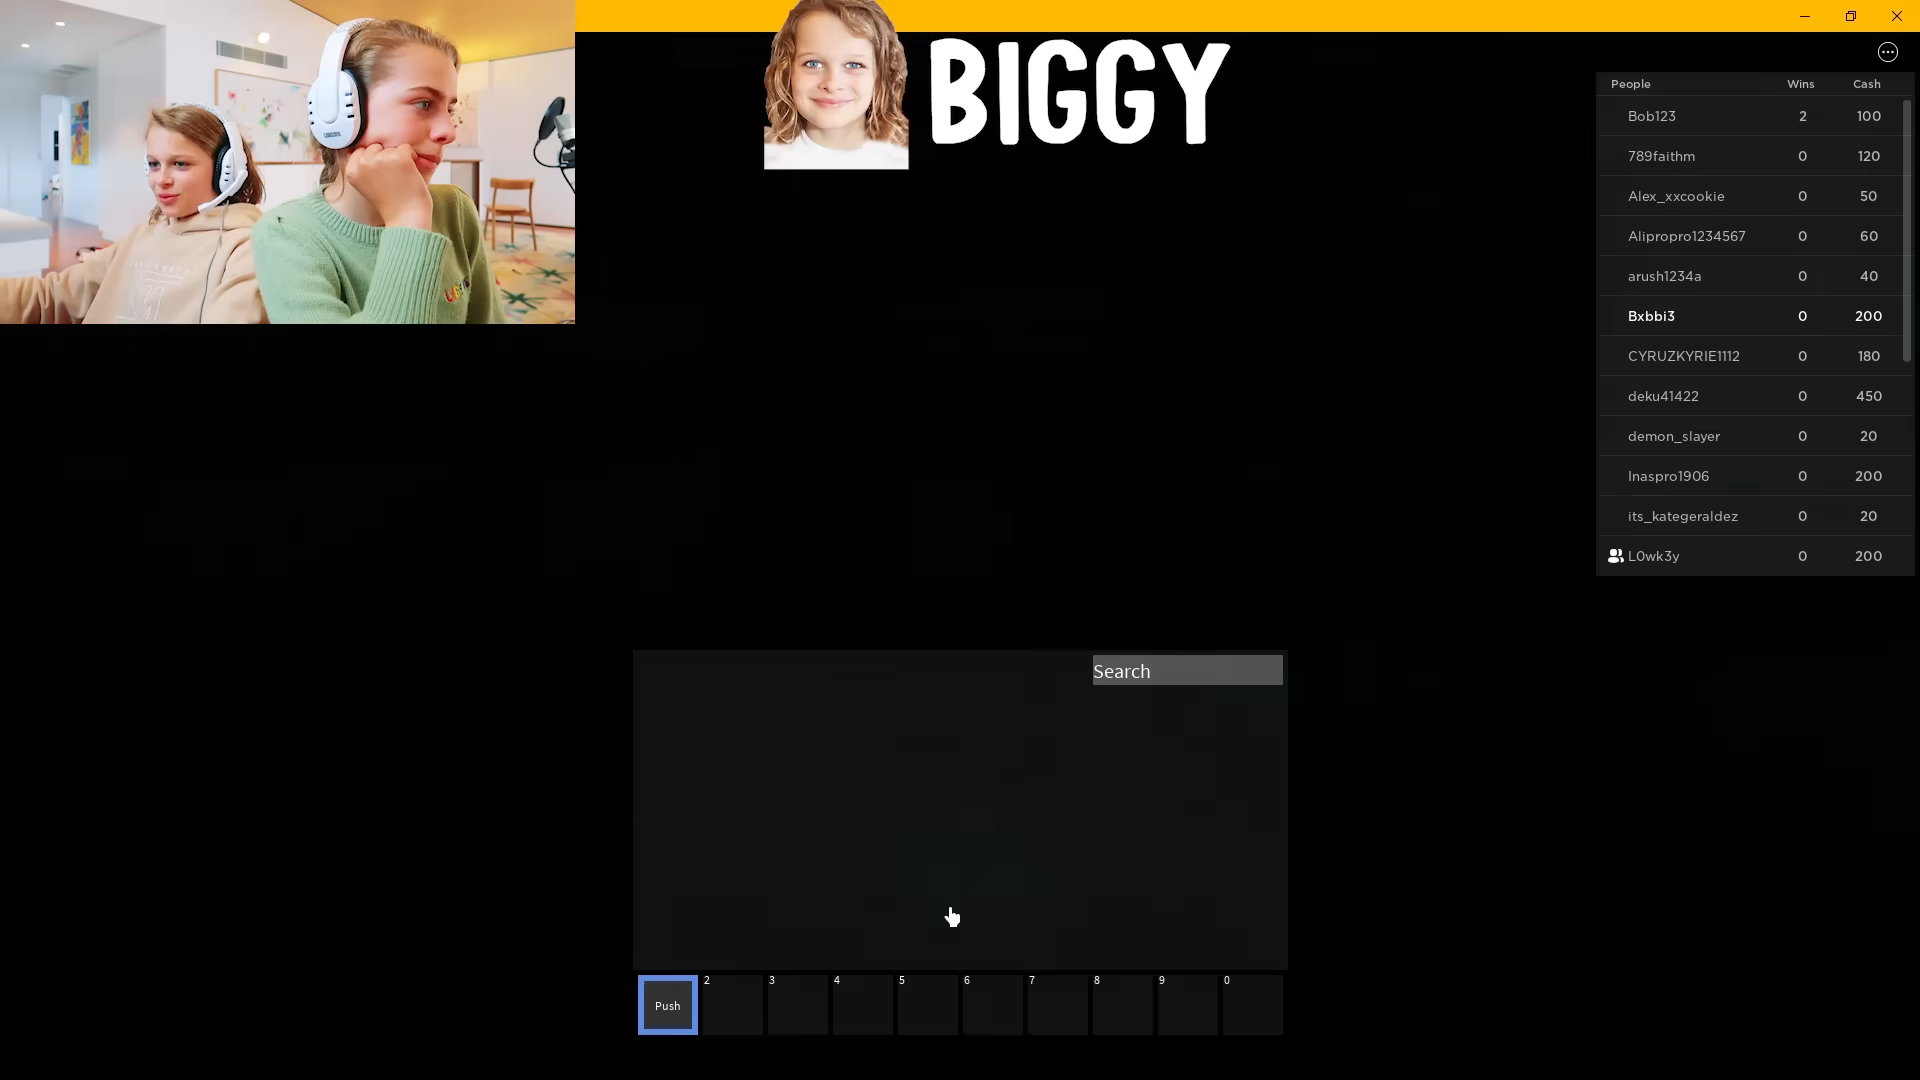 BIGGY
People Wins Cash
Bob123 2 100
789faithm 0 120
Alex_xxcookie 0 50
Alipropro1234567 0 60
arush1234a 0 40
Bxbbi3 0 200
CYRUZKYRIE1112 0 180
deku41422 0 450
demon_slayer 0 20
Inaspro1906 0 200
its_kategeraldez 0 20
L0wk3y 0 200
Search
Push 2 3 4 5 6 7 8 9 0